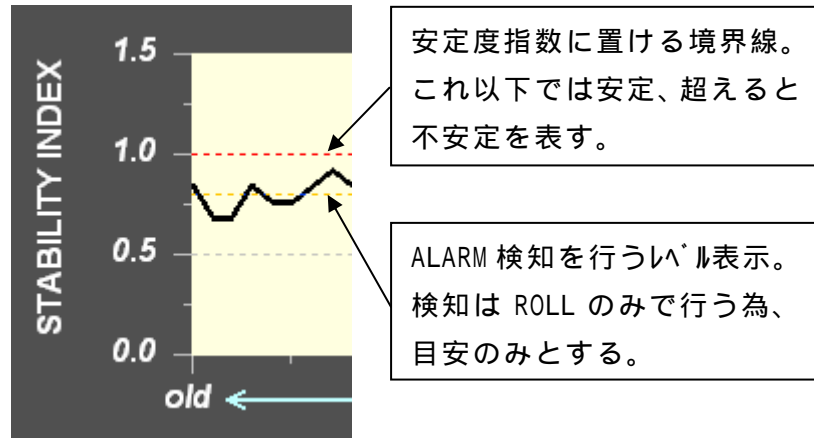 STABILITY INDEX
1.5
1.0
0.5
0.0
old
安定度指数に置ける境界線。
これ以下では安定、超えると
不安定を表す。
ALARM 検知を行うﾚﾍﾞﾙ表示。
検知は ROLL のみで行う為、
目安のみとする。